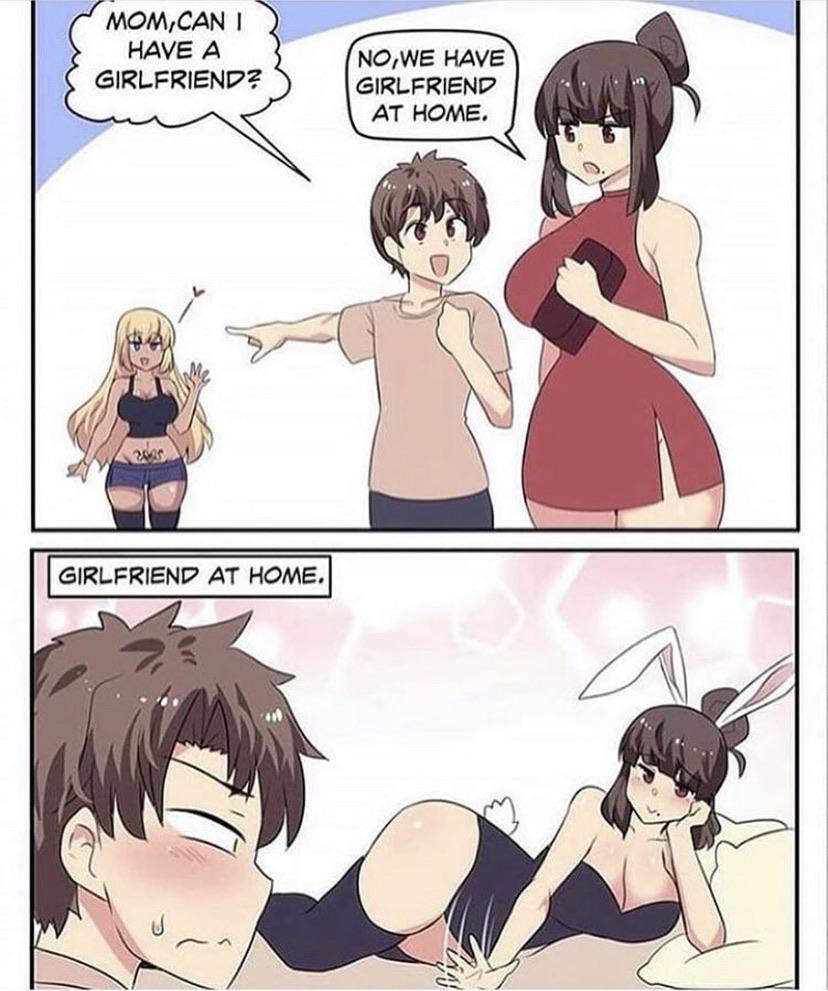 MOM,CAN I
HAVE A
GIRLFRIEND?
NO,WE HAVE
GIRLFRIEND
AT HOME.
GIRLFRIEND AT HOME.